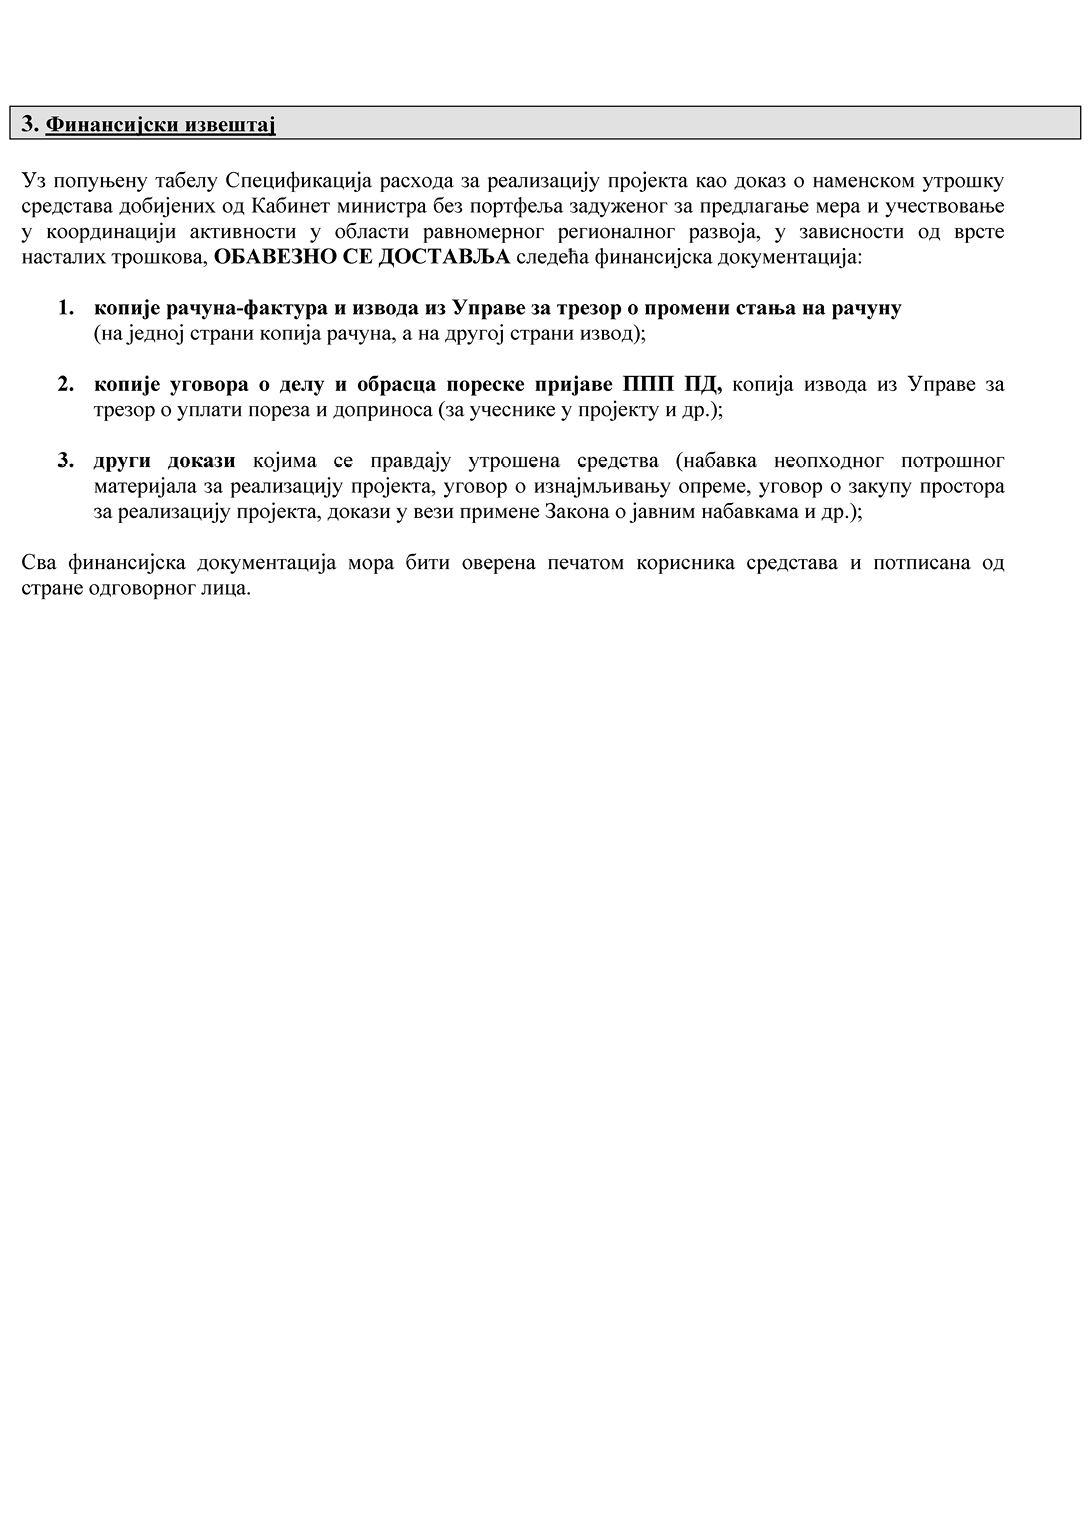 3. Финансијски извештај
Уз попуњену табелу Спецификација расхода за реализацију пројекта као доказ о наменском утрошку
средстава добијених од Кабинет министра без портфеља задуженог за предлагање мера и учествовање
у координацији активности у области равномерног регионалног развоја, у зависности од врсте
насталих трошкова, ОБАВЕЗНО СЕ ДОСТАВЉА следећа финансијска документација:
1. копије рачуна-фактура и извода из Управе за трезор о промени стања на рачуну
(на једној страни копија рачуна, а на другој страни извод);
2. копије уговора о делу и обрасца пореске пријаве ППП ПД, копија извода из Управе за
трезор о уплати пореза и доприноса (за учеснике у пројекту и др.);
3. други докази којима се правдају утрошена средства (набавка неопходног потрошног
материјала за реализацију пројекта, уговор о изнајмљивању опреме, уговор о закупу простора
за реализацију пројекта, докази у вези примене Закона о јавним набавкама и др.);
Сва финансијска документација мора бити оверена печатом корисника средстава и потписана од
стране одговорног лица.